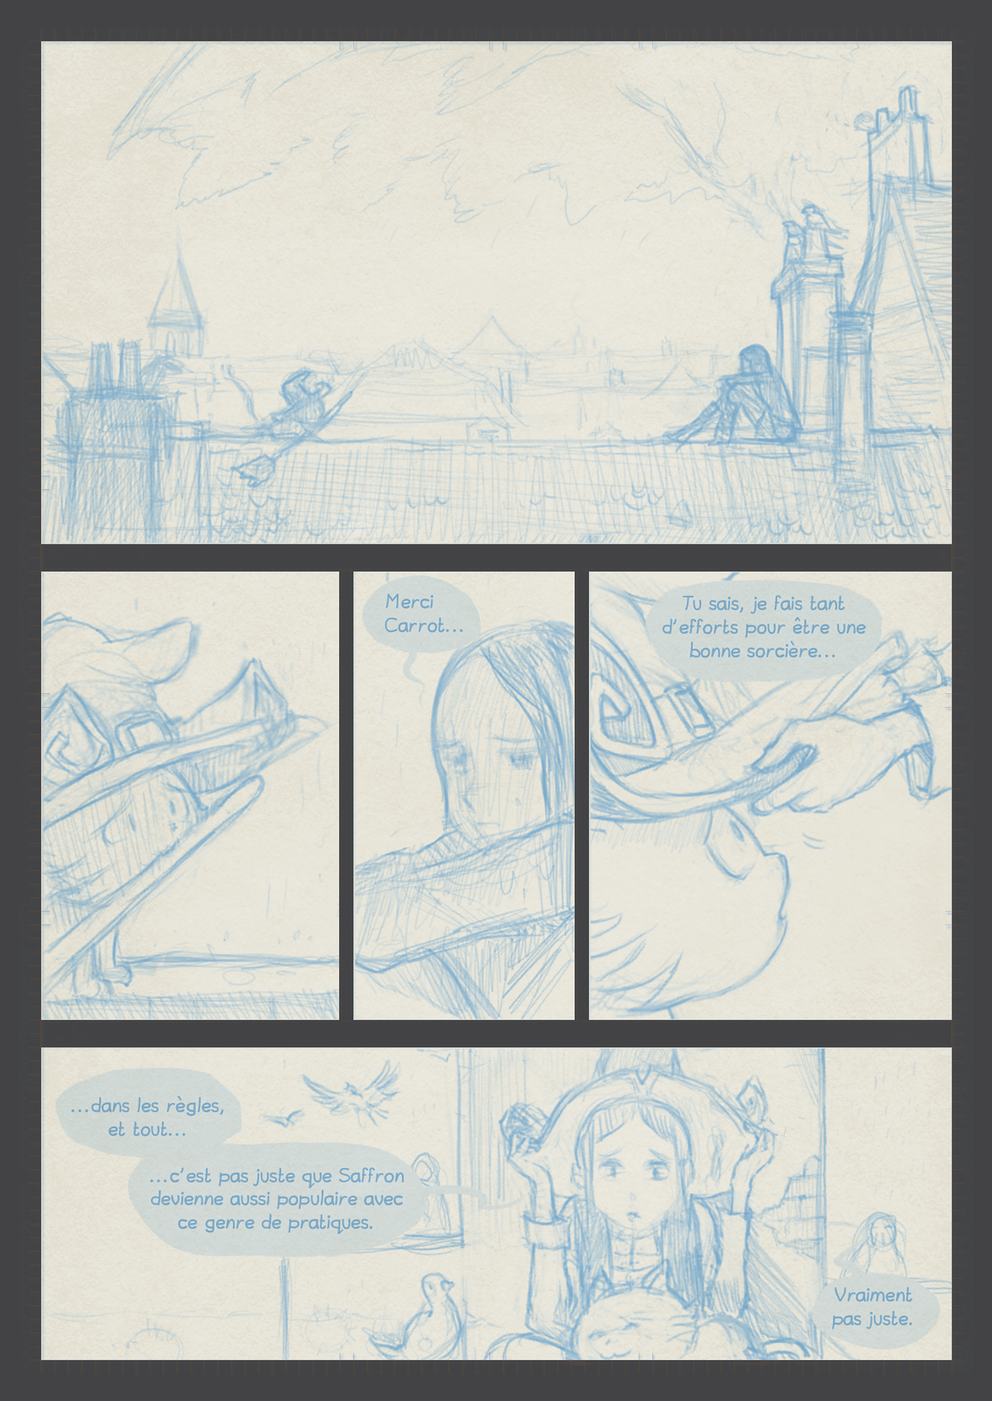 Merci
Carrot...
Tu sais, je fais tant
d'efforts pour être une
bonne sorcière...
...dans les règles,
et tout...
...c'est pas juste que Saffron
devienne aussi populaire avec
ce genre de pratiques.
Vraiment
pas juste.